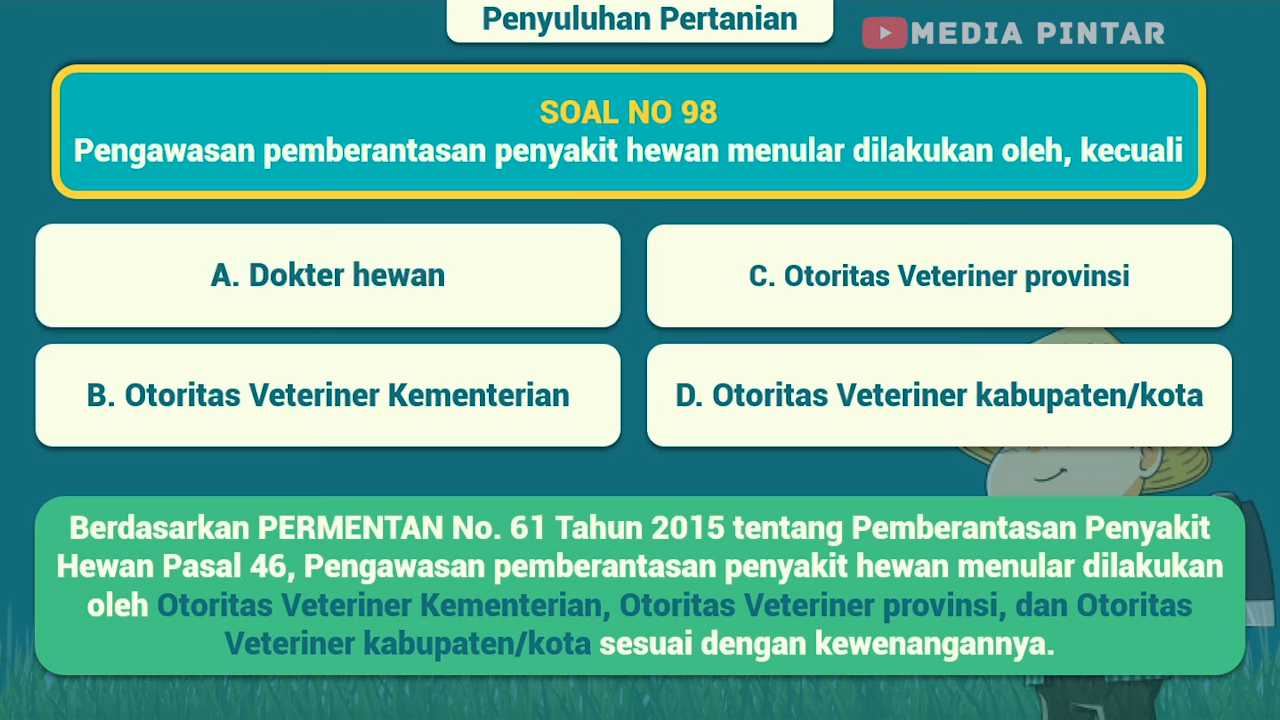 Penyuluhan Pertanian
MEDIA PINTAR
SOAL NO 98
Pengawasan pemberantasan penyakit hewan menular dilakukan oleh, kecuali
A. Dokter hewan
B. Otoritas Veteriner Kementerian
C. Otoritas Veteriner provinsi
D. Otoritas Veteriner kabupaten/kota
Berdasarkan PERMENTAN No. 61 Tahun 2015 tentang Pemberantasan Penyakit
Hewan Pasal 46, Pengawasan pemberantasan penyakit hewan menular dilakukan
oleh Otoritas Veteriner Kementerian, Otoritas Veteriner provinsi, dan Otoritas
Veteriner kabupaten/kota sesuai dengan kewenangannya.